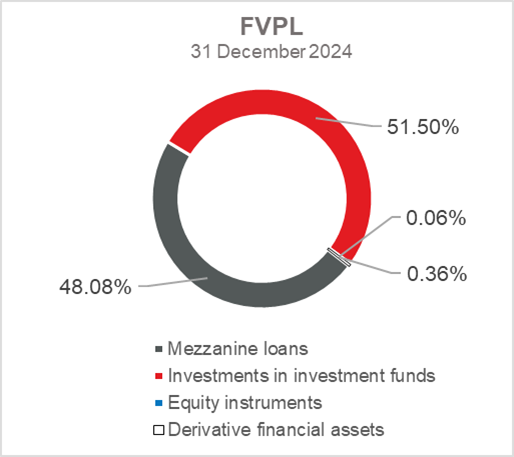 FVPL
31 December 2024
51.50%
0.06%
0.36%
48.08%
Mezzanine loans
Investments in investment funds
Equity instruments
Derivative financial assets